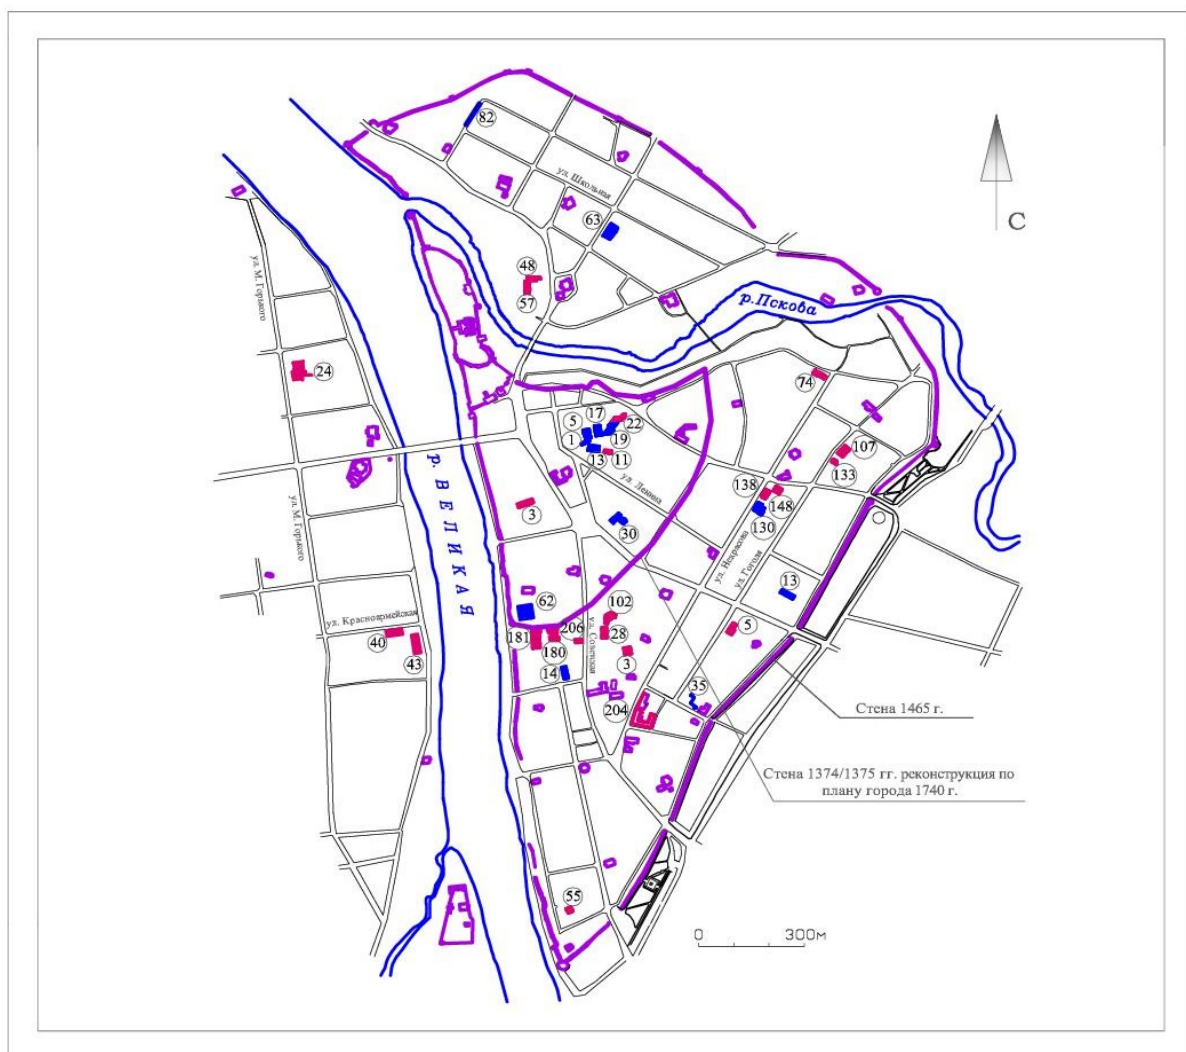 82
ул. Школьная
63
С
48
57
р.Пскова
ул. М. Горького
24
74
5
17
22
1
19
13
11
107
133
р. ВЕЛИКАЯ
ул. Ленина
138
148
130
3
30
ул. М. Горького
ул. Некрасова
ул. Гоголя
13
62
102
ул. Красноармейская
181
206
180
ул. Советская
28
5
40
43
14
3
35
204
Стена 1465 г.
Стена 1374/1375 гг. реконструкция по
плану города 1740 г.
55
0
300м